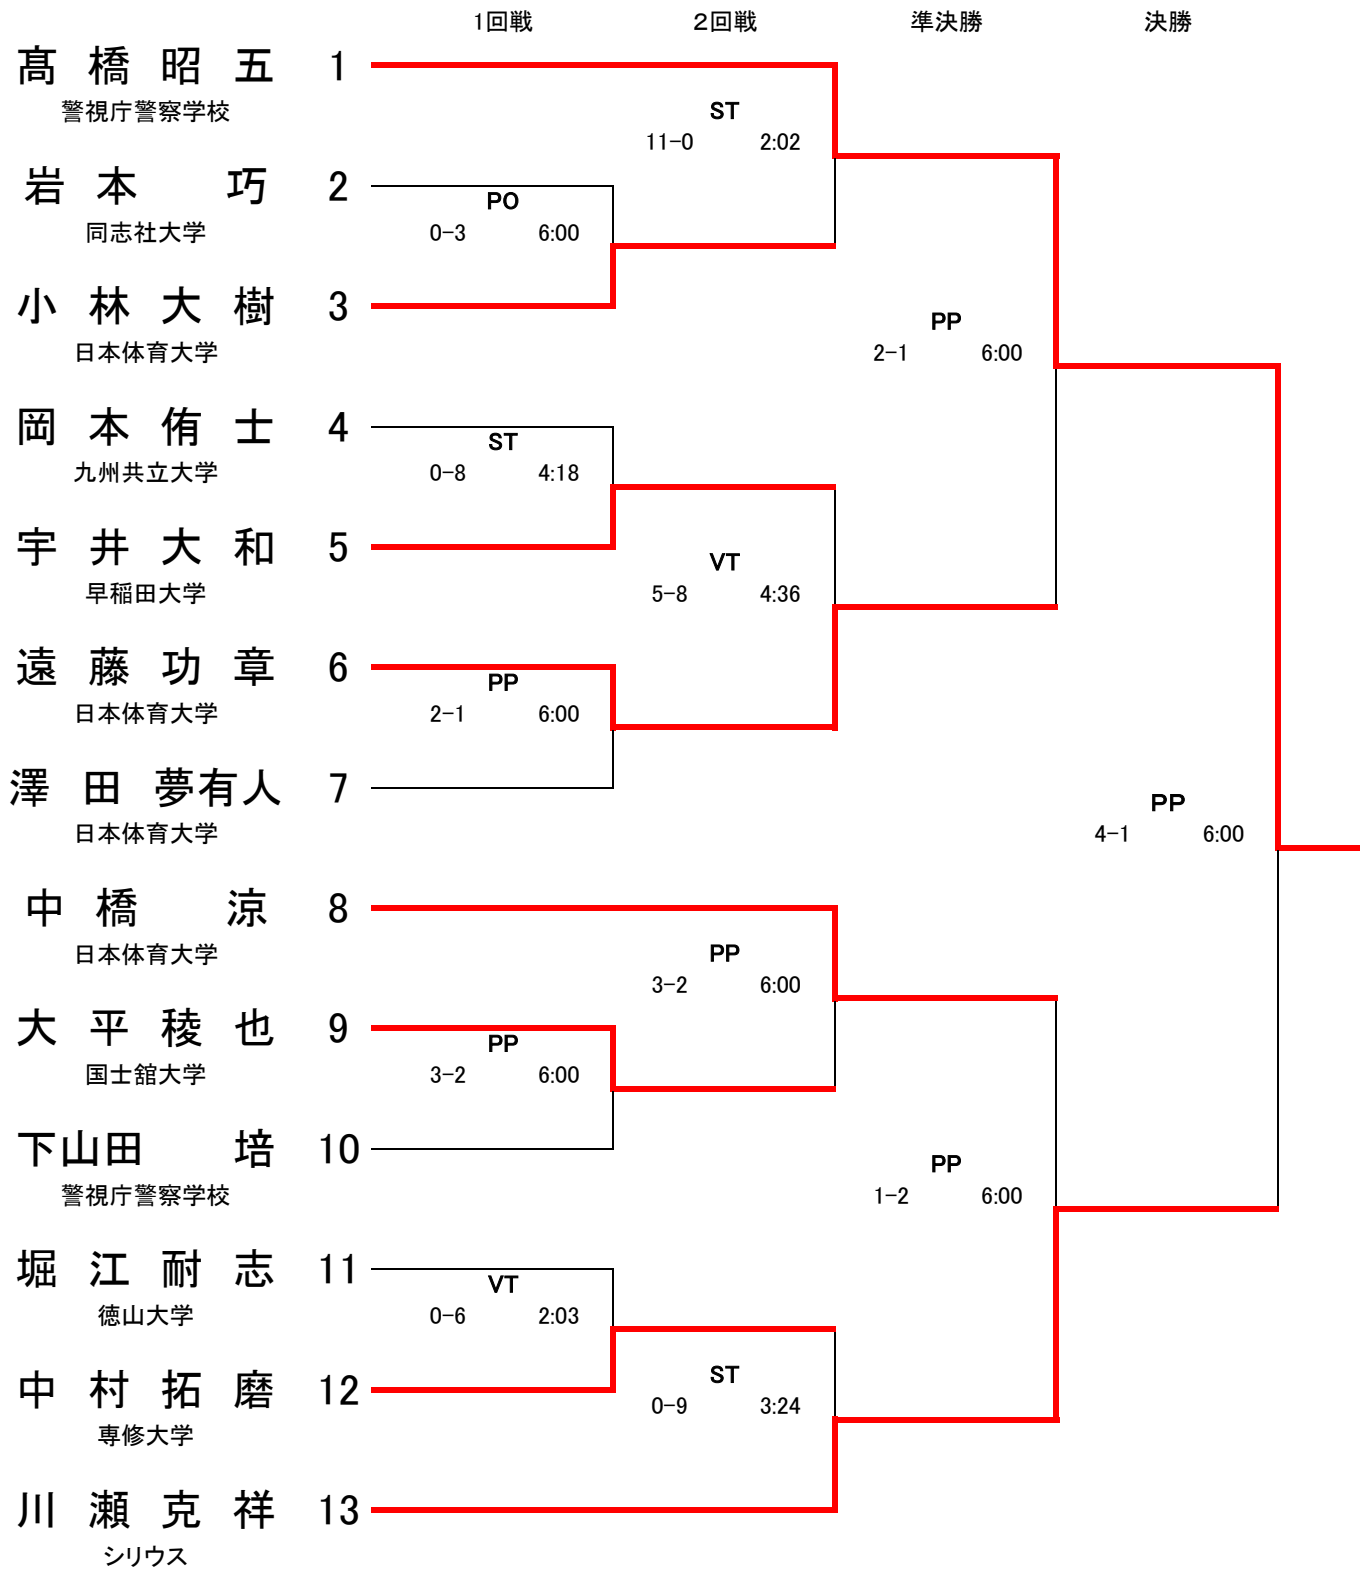 1回戦 2回戦 準決勝 決勝
髙橋昭五 1
警視庁警察学校
ST
11-0 2:02
岩本 巧 2
同志社大学
PO
0-3 6:00
小林大樹 3
日本体育大学
PP
2-1 6:00
岡本侑士 4
九州共立大学
ST
0-8 4:18
宇井大和 5
早稲田大学
VT
5-8 4:36
遠藤功章 6
日本体育大学
PP
2-1 6:00
澤田夢有人 7
日本体育大学
PP
4-1 6:00
中橋 涼 8
日本体育大学
PP
3-2 6:00
大平稜也 9
国士舘大学
PP
3-2 6:00
下山田 培 10
警視庁警察学校
PP
1-2 6:00
堀江耐志 11
徳山大学
VT
0-6 2:03
中村拓磨 12
専修大学
ST
0-9 3:24
川瀬克祥 13
シリウス